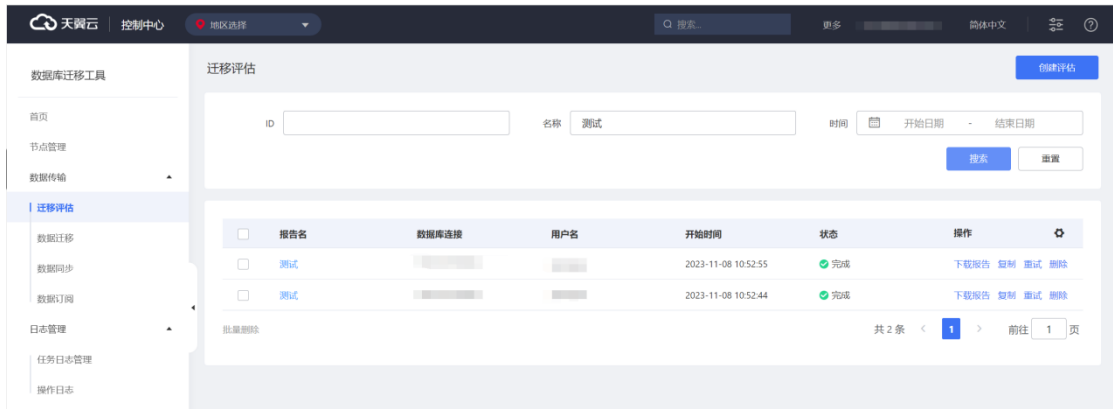 天翼云 控制中心 地区选择 搜索... 更多 简体中文
数据库迁移工具
首页
节点管理
数据传输
迁移评估
数据迁移
数据同步
数据订阅
日志管理
任务日志管理
操作日志
迁移评估 创建评估
ID 名称 测试 时间 开始日期 - 结束日期
搜索 重置
报告名 数据库连接 用户名 开始时间 状态 操作
测试 2023-11-08 10:52:55 完成 下载报告 复制 重试 删除
测试 2023-11-08 10:52:44 完成 下载报告 复制 重试 删除
批量删除 共 2 条 < 1 > 前往 1 页